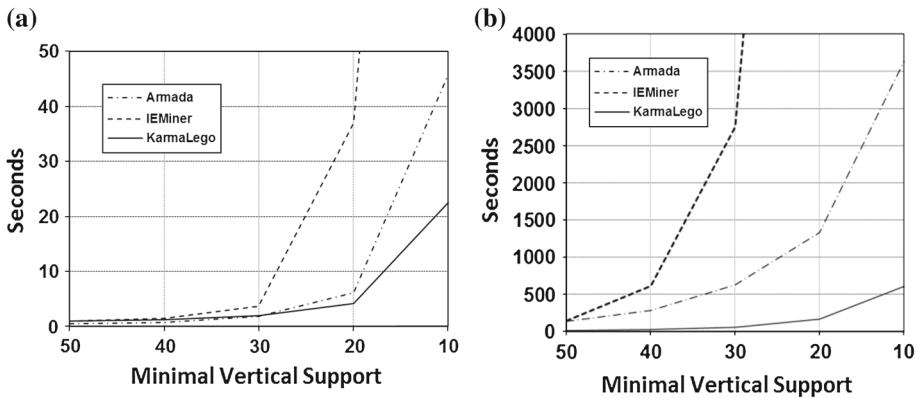 (a)
50
40
30
20
10
0
Seconds
Armada
IEMiner
KarmaLego
50 40 30 20 10
Minimal Vertical Support
(b)
4000
3500
3000
2500
2000
1500
1000
500
0
Seconds
Armada
IEMiner
KarmaLego
50 40 30 20 10
Minimal Vertical Support